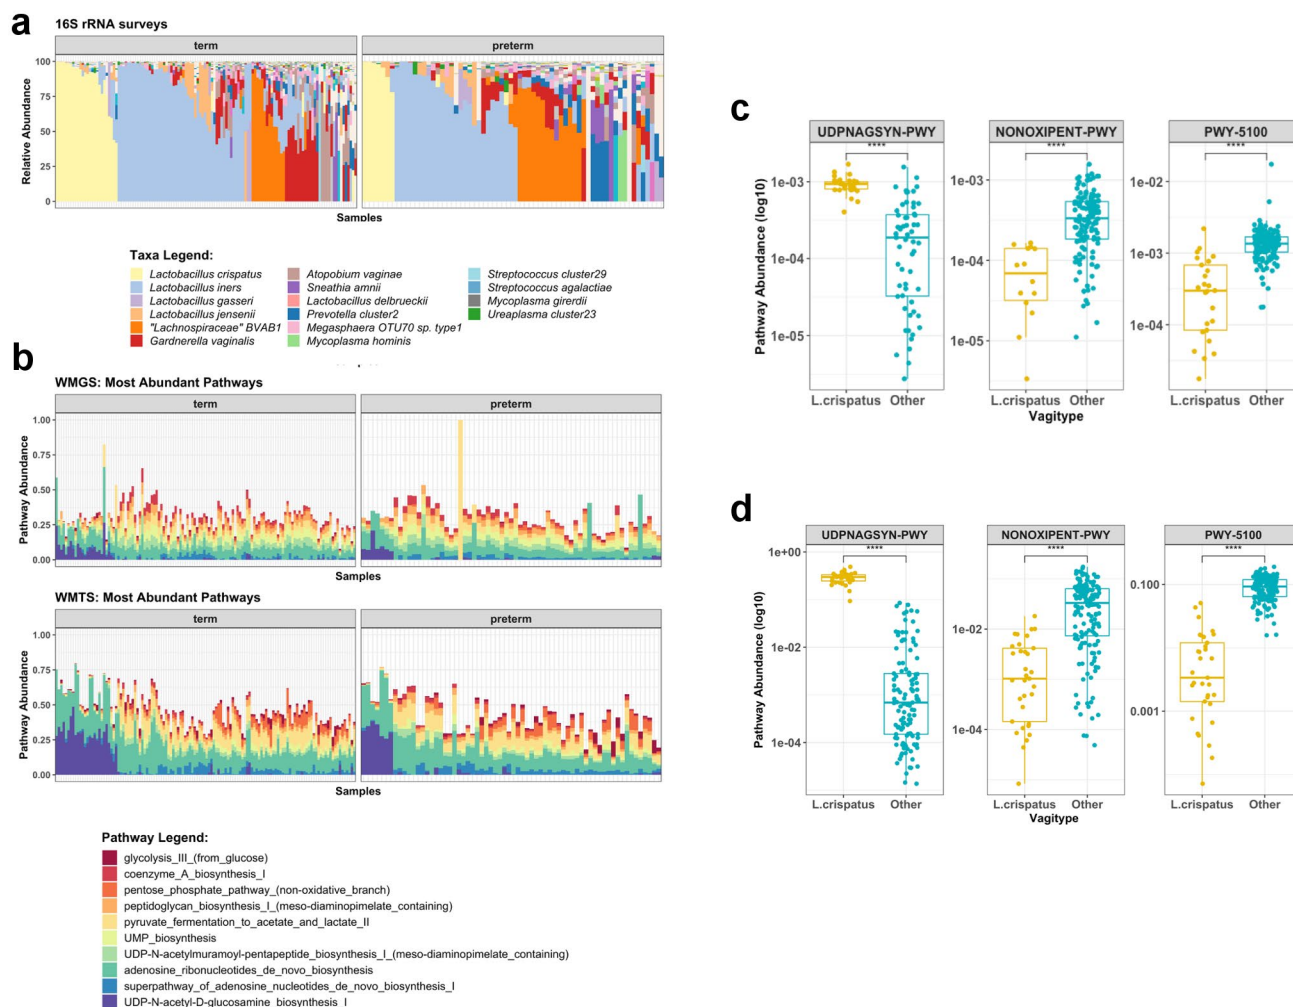 a
16S rRNA surveys
term
preterm
Relative Abundance
100
75
50
25
0
Samples
Taxa Legend:
Lactobacillus crispatus
Lactobacillus iners
Lactobacillus gasseri
Lactobacillus jensenii
"Lachnospiraceae" BVAB1
Gardnerella vaginalis
Atopobium vaginae
Sneathia amnii
Lactobacillus delbrueckii
Prevotella cluster2
Megasphaera OTU70 sp. type1
Mycoplasma hominis
Streptococcus cluster29
Streptococcus agalactiae
Mycoplasma girerdii
Ureaplasma cluster23
b
WMGS: Most Abundant Pathways
term
preterm
Pathway Abundance
1.00
0.75
0.50
0.25
0.00
Samples
WMTS: Most Abundant Pathways
term
preterm
Pathway Abundance
1.00
0.75
0.50
0.25
0.00
Samples
Pathway Legend:
glycolysis_III_(from_glucose)
coenzyme_A_biosynthesis_I
pentose_phosphate_pathway_(non-oxidative_branch)
peptidoglycan_biosynthesis_I_(meso-diaminopimelate_containing)
pyruvate_fermentation_to_acetate_and_lactate_II
UMP_biosynthesis
UDP-N-acetylmuramoyl-pentapeptide_biosynthesis_I_(meso-diaminopimelate_containing)
adenosine_ribonucleotides_de_novo_biosynthesis
superpathway_of_adenosine_nucleotides_de_novo_biosynthesis_I
UDP-N-acetyl-D-glucosamine_biosynthesis_I
c
UDPNAGSYN-PWY
NONOXIPENT-PWY
PWY-5100
****
****
****
Pathway Abundance (log10)
1e-03
1e-04
1e-05
1e-03
1e-04
1e-05
1e-02
1e-03
1e-04
L.crispatus Other
L.crispatus Other
L.crispatus Other
Vagitype
d
UDPNAGSYN-PWY
NONOXIPENT-PWY
PWY-5100
****
****
****
Pathway Abundance (log10)
1e+00
1e-02
1e-04
1e-02
1e-04
0.100
0.001
L.crispatus Other
L.crispatus Other
L.crispatus Other
Vagitype